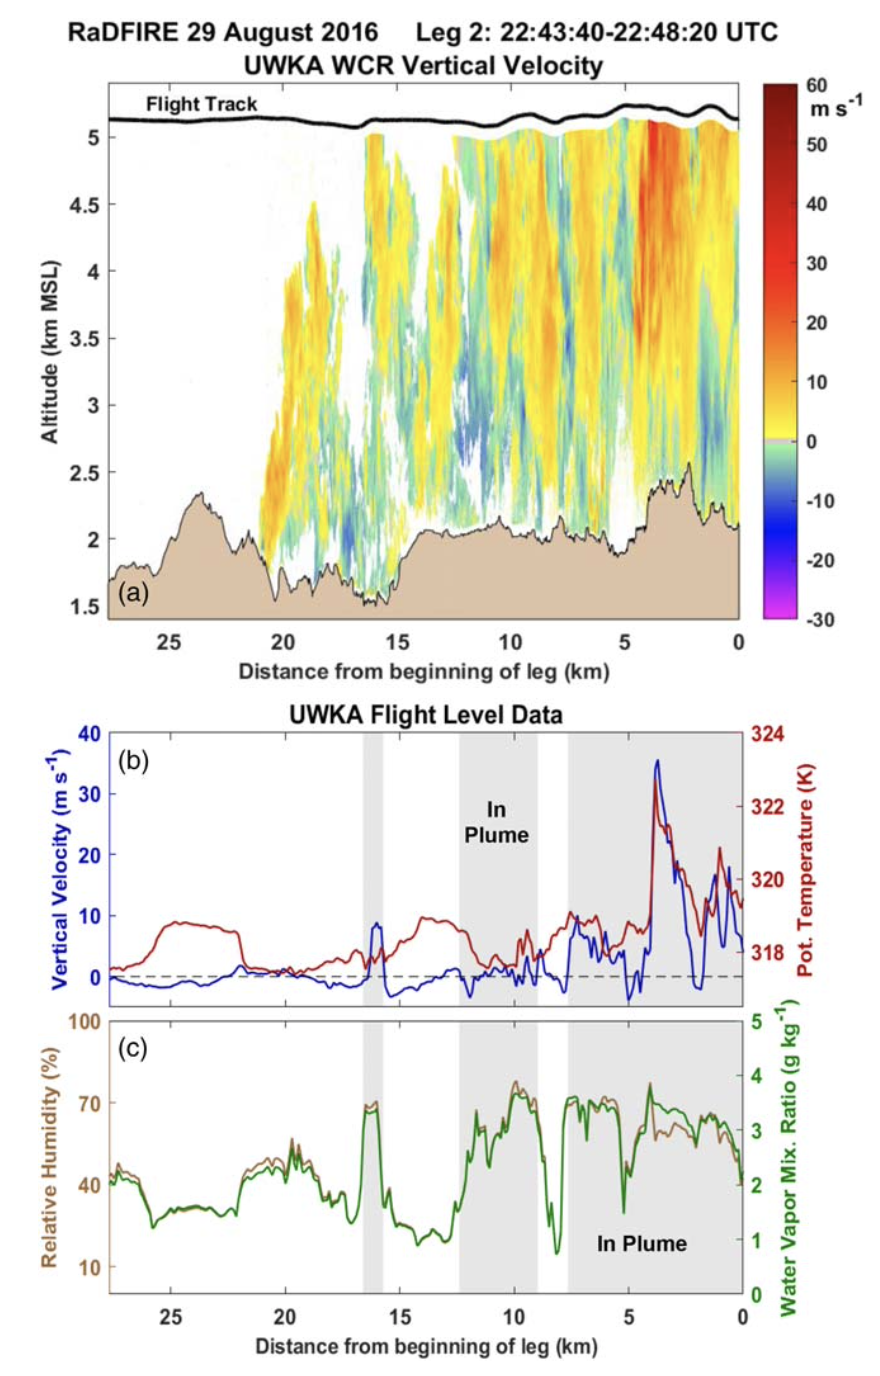 RaDFIRE 29 August 2016 Leg 2: 22:43:40-22:48:20 UTC
UWKA WCR Vertical Velocity
Flight Track
60
m s-1
50
40
30
20
10
0
-10
-20
-30
5
4.5
4
3.5
3
2.5
2
1.5
Altitude (km MSL)
(a)
25 20 15 10 5 0
Distance from beginning of leg (km)
UWKA Flight Level Data
40
30
20
10
0
Vertical Velocity (m s-1)
(b)
In
Plume
324
322
320
318
Pot. Temperature (K)
100
70
40
10
Relative Humidity (%)
(c)
In Plume
5
4
3
2
1
0
Water Vapor Mix. Ratio (g kg-1)
25 20 15 10 5 0
Distance from beginning of leg (km)